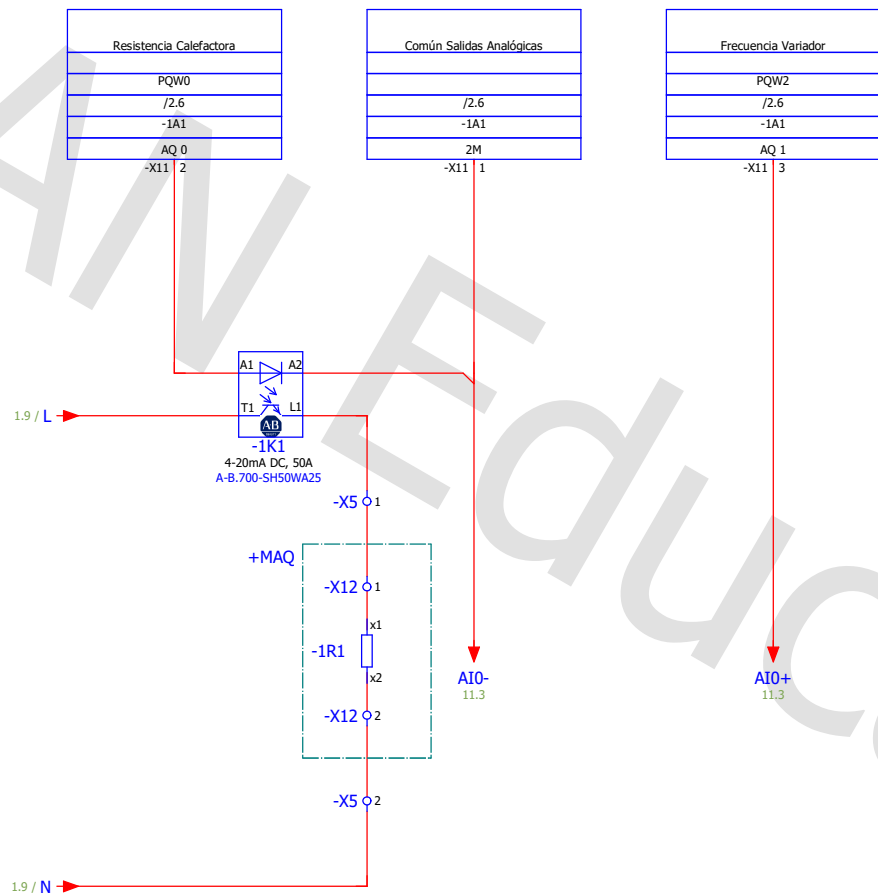 Resistencia Calefactora
PQW0
/2.6
-1A1
AQ 0
-X11 2
Común Salidas Analógicas
/2.6
-1A1
2M
-X11 1
Frecuencia Variador
PQW2
/2.6
-1A1
AQ 1
-X11 3
A1 A2
1.9 / L
T1 L1
AB
-1K1
4-20mA DC, 50A
A-B.700-SH50WA25
-X5 1
+MAQ
-X12 1
x1
-1R1
x2
-X12 2
-X5 2
1.9 / N
AI0-
11.3
AI0+
11.3